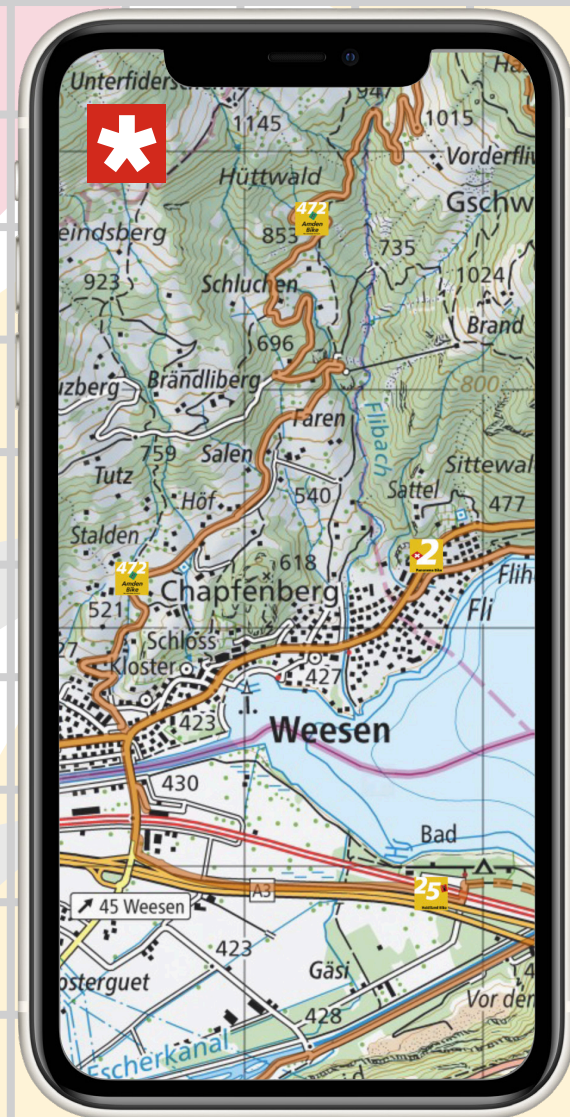 Unterfidersch
947
1145
1015
Vorderfli
Hüttwald
Gschw
472
Amden
Bike
853
eindsberg
735
923
Schluchen
1024
Brand
696
uzberg
Brändliberg
800
Faren
Flibach
759
Salen
Sittewal
Tutz
540
Sattel
Höf
477
Stalden
618
2
472
Amden
Bike
Chapfenberg
Flih
521
Fli
Schloss
27
Kloster
427
423
Weesen
430
Bad
A3
25
45 Weesen
423
osterguet
Gäsi
Vor der
428
Escherkanal